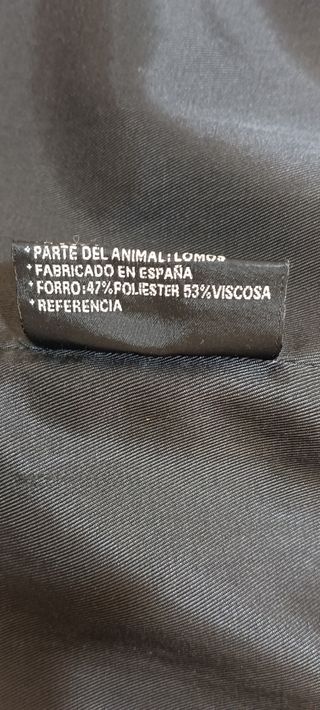 *PARTE DEL ANIMAL:LOMOS
*FABRICADO EN ESPAÑA
*FORRO:47%POLIESTER 53%VISCOSA
*REFERENCIA